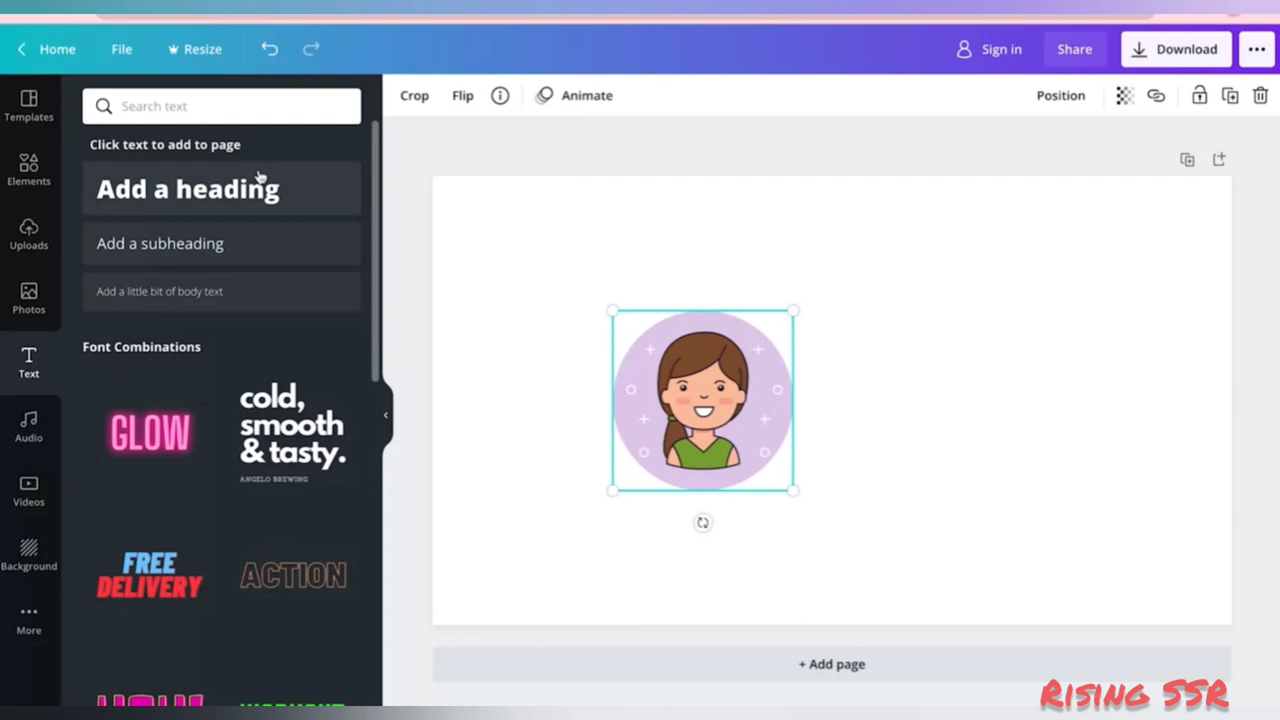 Home File Resize Sign in Share Download
Templates
Elements
Uploads
Photos
Text
Audio
Videos
Background
More
Search text
Click text to add to page
Add a heading
Add a subheading
Add a little bit of body text
Font Combinations
GLOW
cold,
smooth
& tasty.
ANGELO BREWING
FREE
DELIVERY
ACTION
Crop Flip Animate Position
+ Add page
Rising SSR